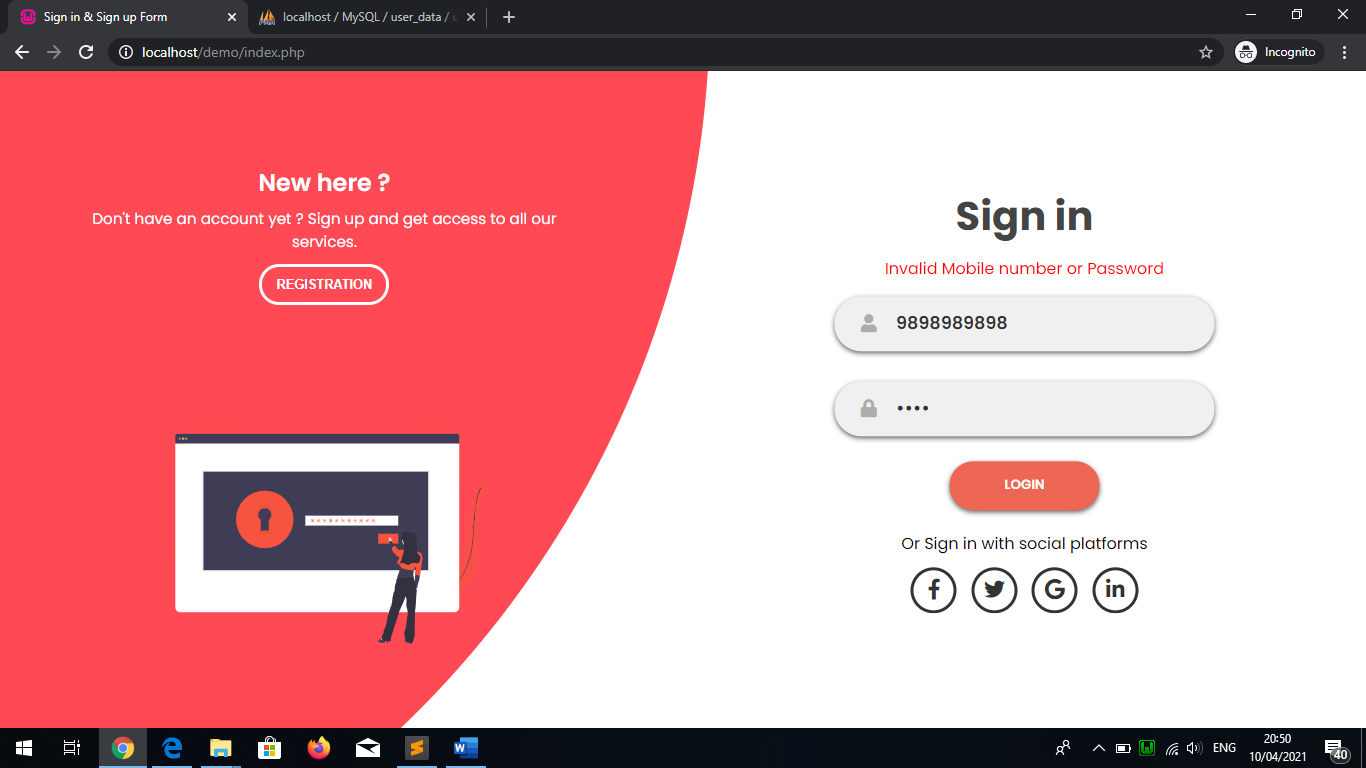 Sign in & Sign up Form
localhost / MySQL / user_data / u
localhost/demo/index.php
Incognito
New here ?
Don't have an account yet ? Sign up and get access to all our
services.
REGISTRATION
Sign in
Invalid Mobile number or Password
9898989898
••••
LOGIN
Or Sign in with social platforms
ENG
20:50
10/04/2021
40